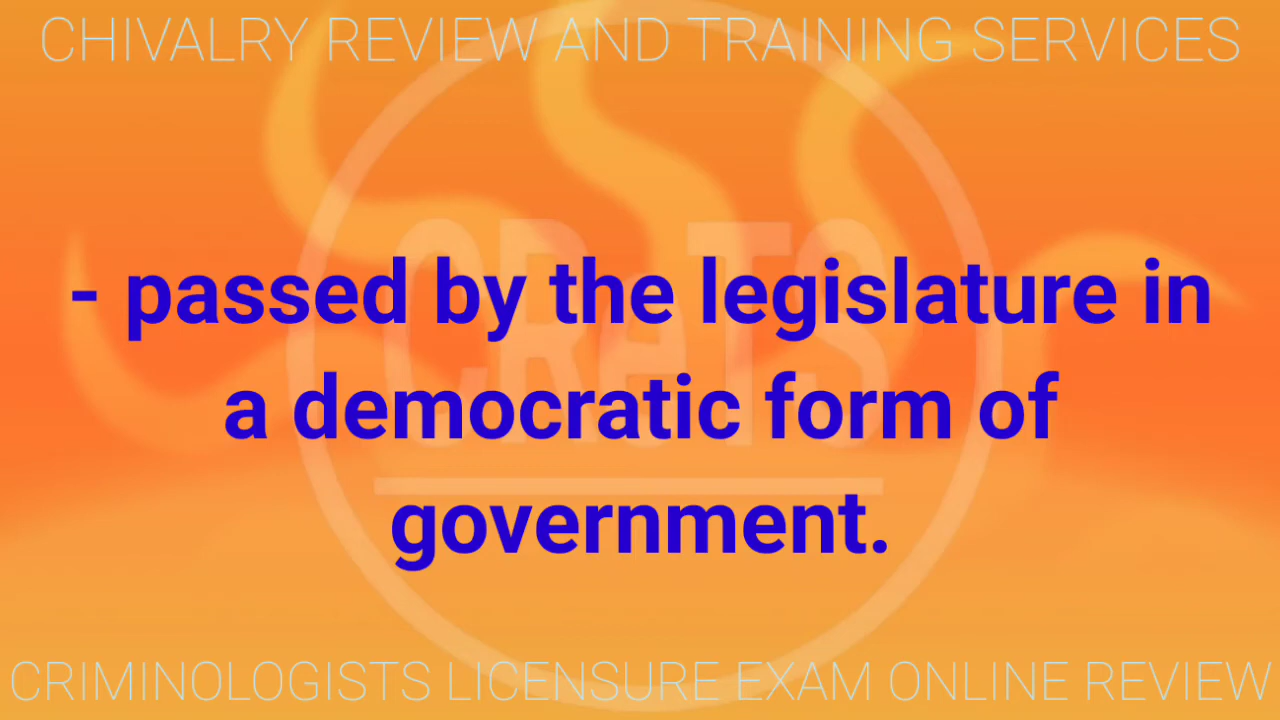 CHIVALRY REVIEW AND TRAINING SERVICES
CReTS
- passed by the legislature in
a democratic form of
government.
CRIMINOLOGISTS LICENSURE EXAM ONLINE REVIEW